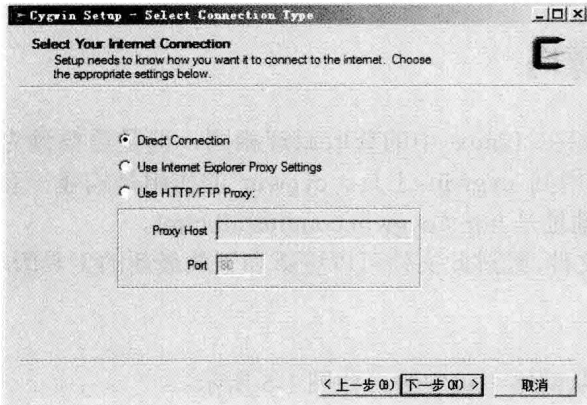 Cygwin Setup - Select Connection Type
Select Your Internet Connection
Setup needs to know how you want it to connect to the internet. Choose
the appropriate settings below.
Direct Connection
Use Internet Explorer Proxy Settings
Use HTTP/FTP Proxy:
Proxy Host
Port 80
< 上一步(B) 下一步(N) > 取消